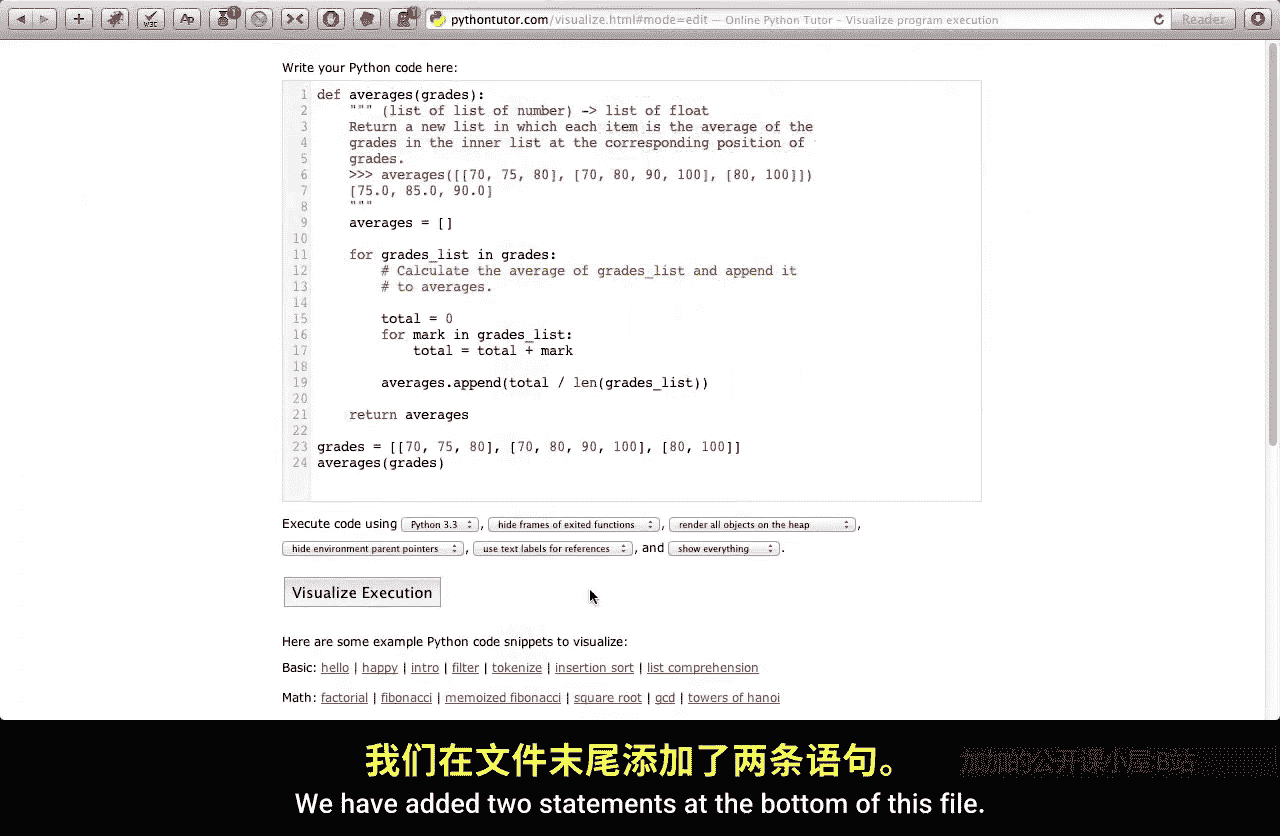 W3C
Ap
1
1
pythontutor.com/visualize.html#mode=edit — Online Python Tutor - Visualize program execution
Reader
Write your Python code here:
1 def averages(grades):
2 """ (list of list of number) -> list of float
3 Return a new list in which each item is the average of the
4 grades in the inner list at the corresponding position of
5 grades.
6 >>> averages([[70, 75, 80], [70, 80, 90, 100], [80, 100]])
7 [75.0, 85.0, 90.0]
8 """
9 averages = []
10
11 for grades_list in grades:
12 # Calculate the average of grades_list and append it
13 # to averages.
14
15 total = 0
16 for mark in grades_list:
17 total = total + mark
18
19 averages.append(total / len(grades_list))
20
21 return averages
22
23 grades = [[70, 75, 80], [70, 80, 90, 100], [80, 100]]
24 averages(grades)
Execute code using Python 3.3 , hide frames of exited functions , render all objects on the heap ,
hide environment parent pointers , use text labels for references , and show everything .
Visualize Execution
Here are some example Python code snippets to visualize:
Basic: hello | happy | intro | filter | tokenize | insertion sort | list comprehension
Math: factorial | fibonacci | memoized fibonacci | square root | gcd | towers of hanoi
我们在文件末尾添加了两条语句。
加加的公开课小屋·B站
We have added two statements at the bottom of this file.